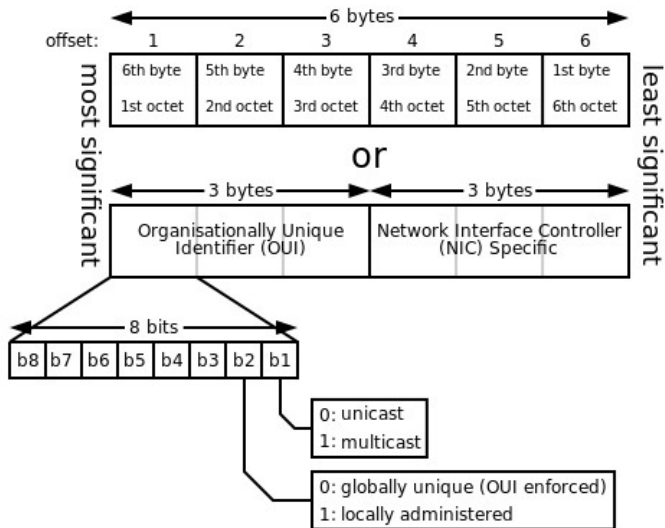 6 bytes
offset: 1 2 3 4 5 6
most significant
6th byte 5th byte 4th byte 3rd byte 2nd byte 1st byte
1st octet 2nd octet 3rd octet 4th octet 5th octet 6th octet
least significant
or
3 bytes 3 bytes
Organisationally Unique
Identifier (OUI)
Network Interface Controller
(NIC) Specific
8 bits
b8 b7 b6 b5 b4 b3 b2 b1
0: unicast
1: multicast
0: globally unique (OUI enforced)
1: locally administered